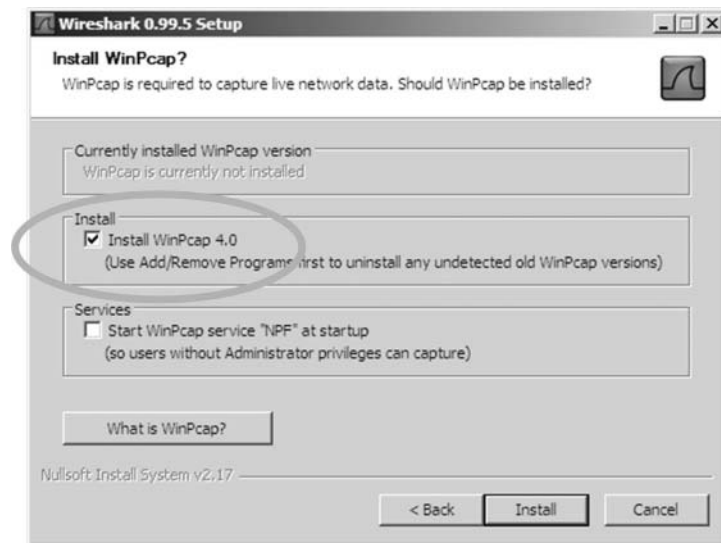 Wireshark 0.99.5 Setup
Install WinPcap?
WinPcap is required to capture live network data. Should WinPcap be installed?
Currently installed WinPcap version
WinPcap is currently not installed
Install
Install WinPcap 4.0
(Use Add/Remove Programs first to uninstall any undetected old WinPcap versions)
Services
Start WinPcap service "NPF" at startup
(so users without Administrator privileges can capture)
What is WinPcap?
Nullsoft Install System v2.17
< Back Install Cancel